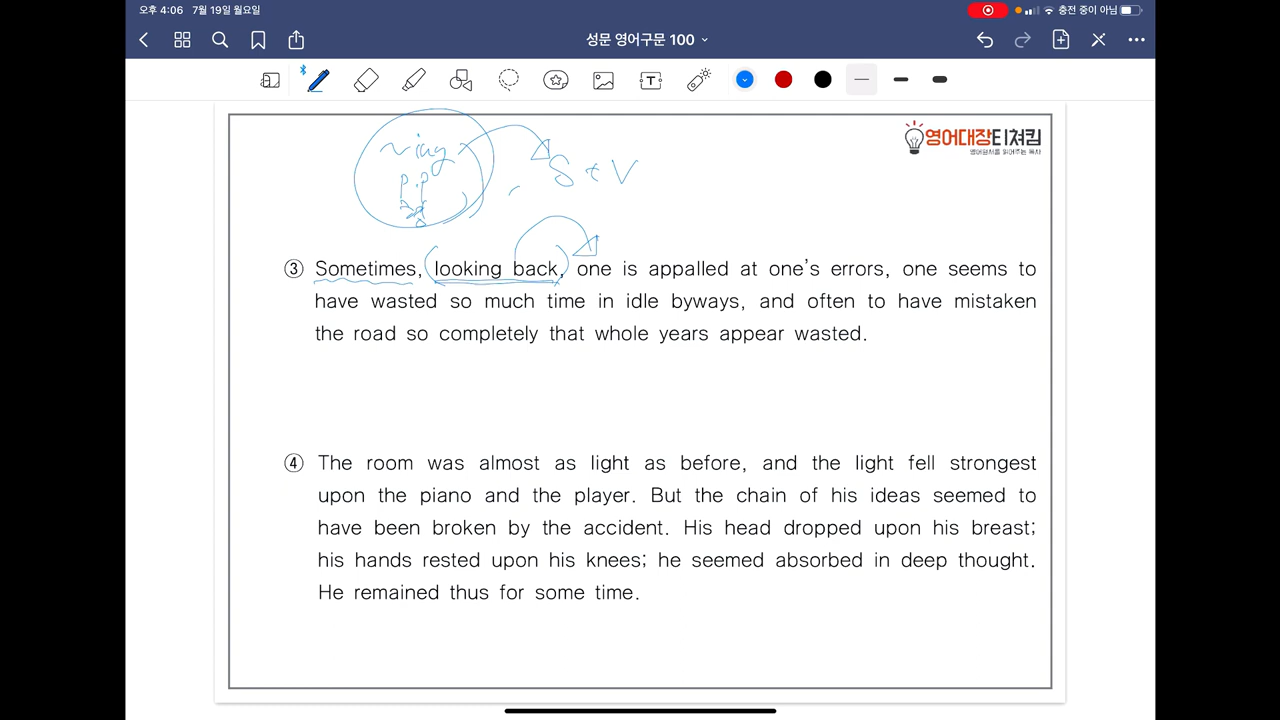 오후 4:06 7월 19일 월요일
충전 중이 아님
성문 영어구문 100
영어대장티쳐킴
~ing
S + V
p.p
③ Sometimes, looking back, one is appalled at one's errors, one seems to
have wasted so much time in idle byways, and often to have mistaken
the road so completely that whole years appear wasted.
④ The room was almost as light as before, and the light fell strongest
upon the piano and the player. But the chain of his ideas seemed to
have been broken by the accident. His head dropped upon his breast;
his hands rested upon his knees; he seemed absorbed in deep thought.
He remained thus for some time.